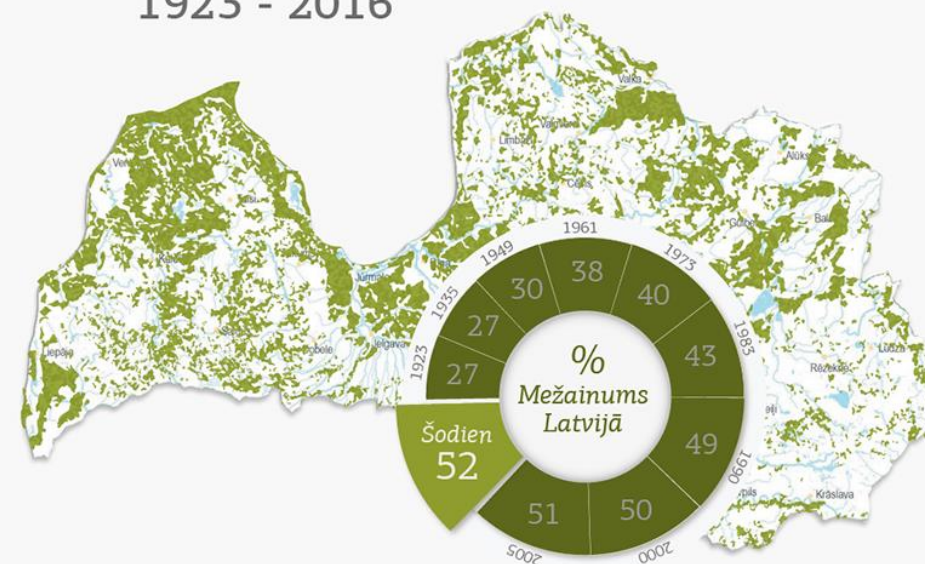 1923 - 2016
Valka
Valmiera
Limbaži
Cēsis
Jūrmala
Liepāja
Jelgava
Rēzekne
Ludza
Krāslava
1923
1935
1949
1961
1973
1983
1990
2000
2005
27
27
30
38
40
43
49
50
51
Šodien
52
%
Mežainums
Latvijā